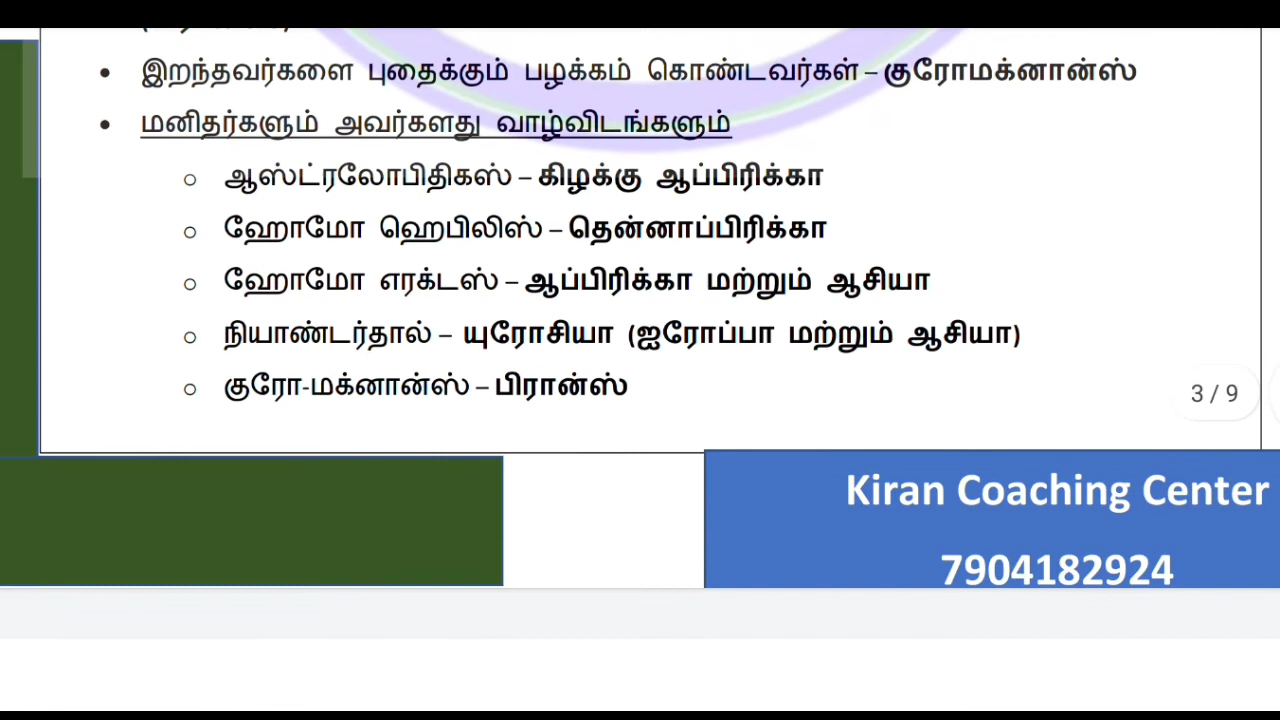 • இறந்தவர்களை புதைக்கும் பழக்கம் கொண்டவர்கள் – குரோமக்னான்ஸ்
• மனிதர்களும் அவர்களது வாழ்விடங்களும்
o ஆஸ்ட்ரலோபிதிகஸ் – கிழக்கு ஆப்பிரிக்கா
o ஹோமோ ஹெபிலிஸ் – தென்னாப்பிரிக்கா
o ஹோமோ எரக்டஸ் – ஆப்பிரிக்கா மற்றும் ஆசியா
o நியாண்டர்தால் – யுரோசியா (ஐரோப்பா மற்றும் ஆசியா)
o குரோ-மக்னான்ஸ் – பிரான்ஸ்
3 / 9
Kiran Coaching Center
7904182924